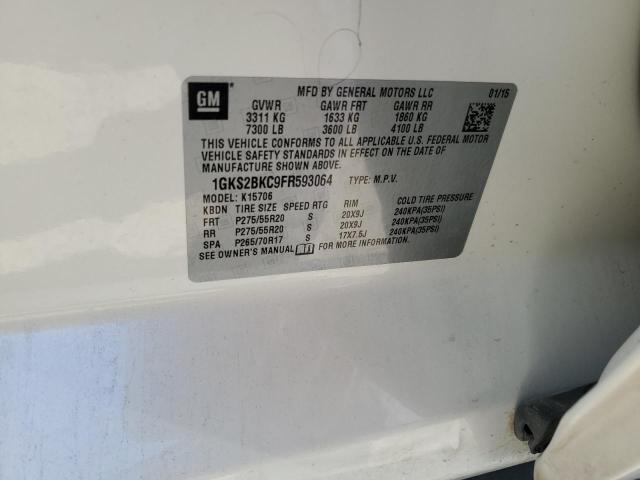 GM
MFD BY GENERAL MOTORS LLC 01/15
GVWR GAWR FRT GAWR RR
3311 KG 1633 KG 1860 KG
7300 LB 3600 LB 4100 LB
THIS VEHICLE CONFORMS TO ALL APPLICABLE U.S. FEDERAL MOTOR
VEHICLE SAFETY STANDARDS IN EFFECT ON THE DATE OF
MANUFACTURE SHOWN ABOVE.
1GKS2BKC9FR593064 TYPE: M.P.V.
MODEL: K15706
KBDN TIRE SIZE SPEED RTG RIM COLD TIRE PRESSURE
FRT P275/55R20 S 20X9J 240KPA(35PSI)
RR P275/55R20 S 20X9J 240KPA(35PSI)
SPA P265/70R17 S 17X7.5J 240KPA(35PSI)
SEE OWNER'S MANUAL FOR MORE INFORMATION.